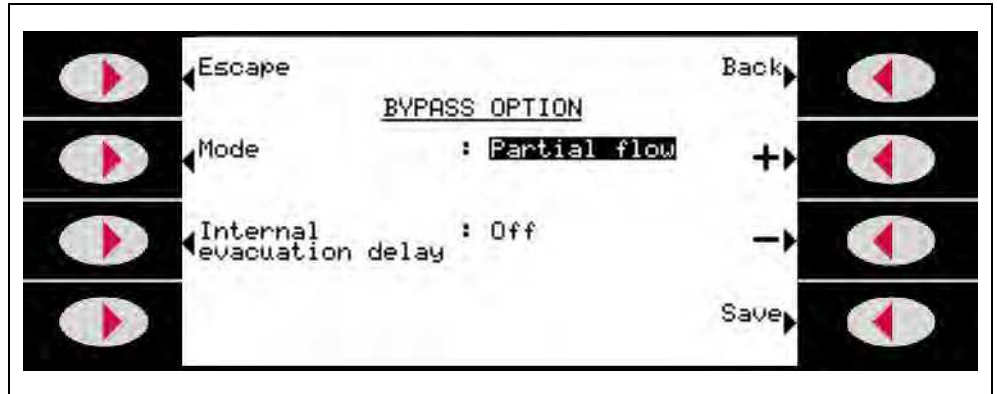 Escape Back
BYPASS OPTION
Mode : Partial flow +
Internal : Off −
evacuation delay
Save